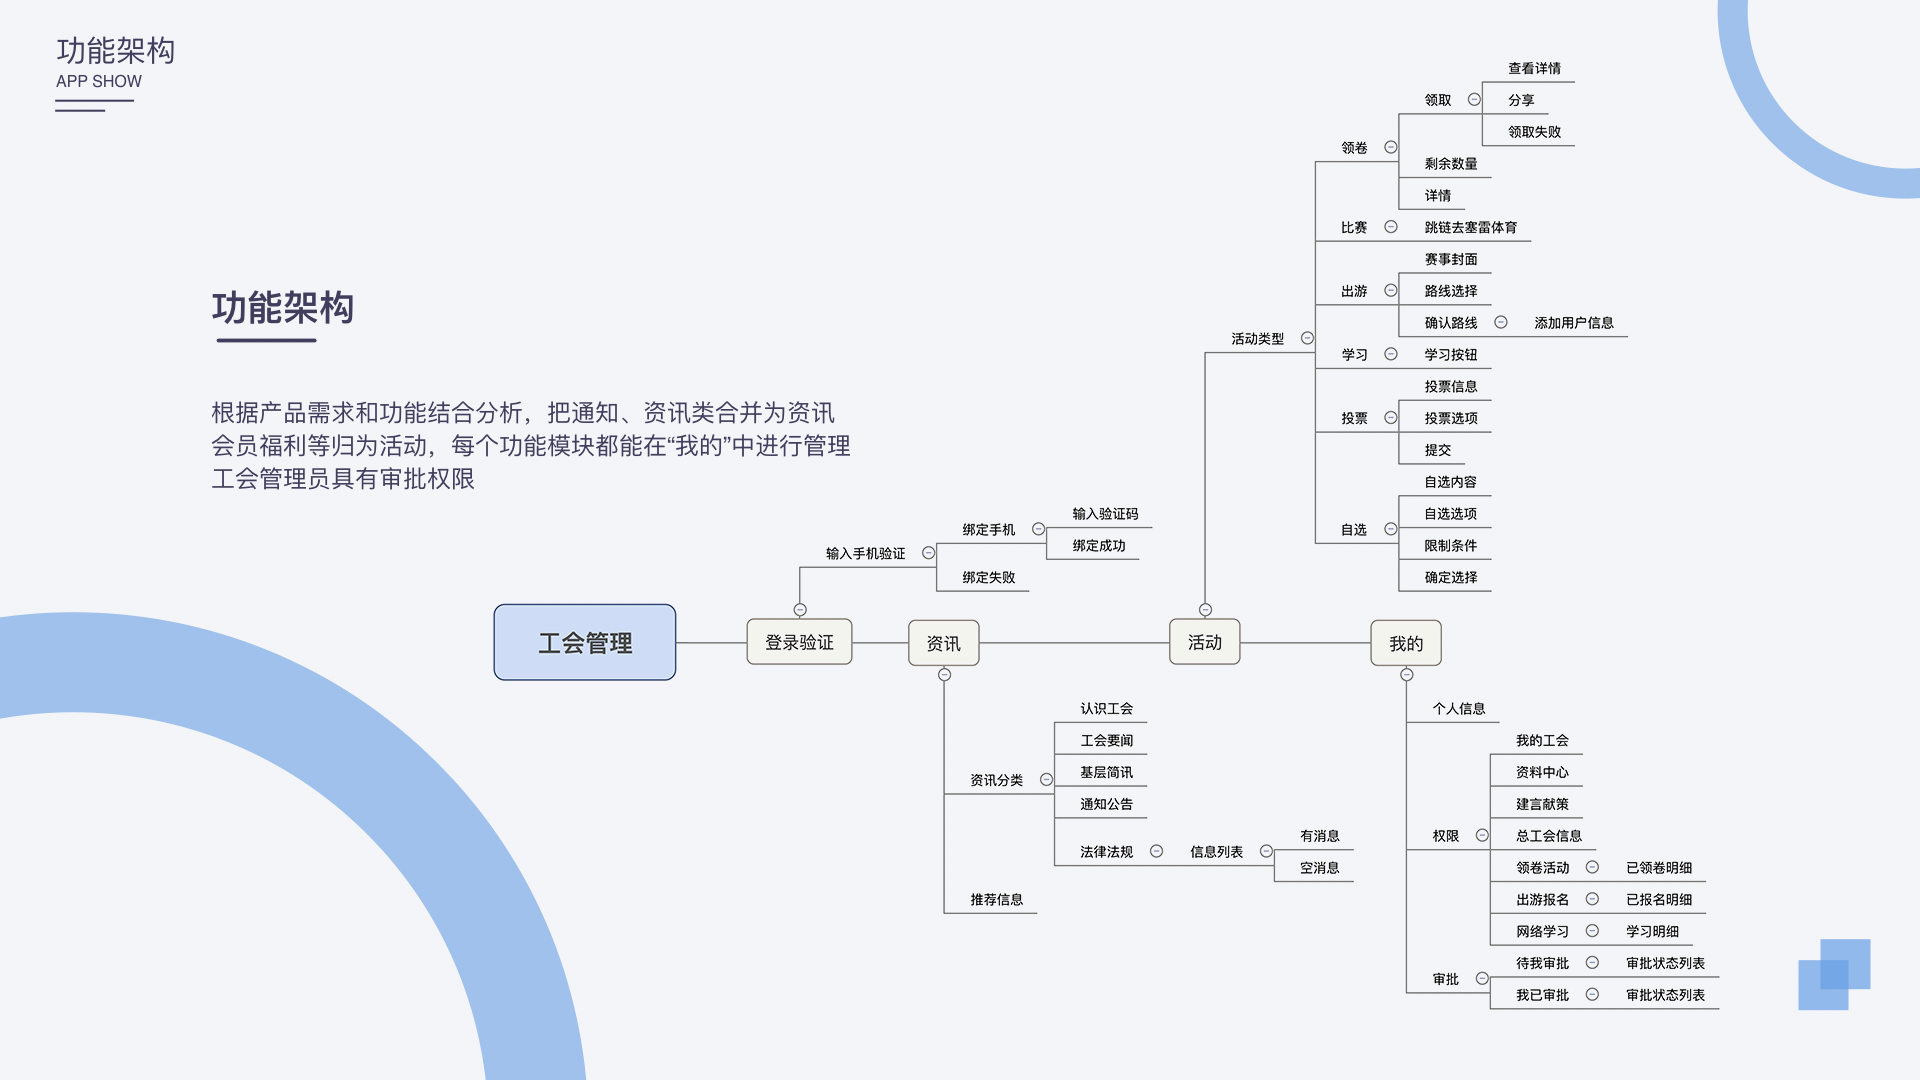 功能架构
APP SHOW
功能架构
根据产品需求和功能结合分析，把通知、资讯类合并为资讯
会员福利等归为活动，每个功能模块都能在“我的”中进行管理
工会管理员具有审批权限
工会管理
登录验证
输入手机验证
绑定手机
输入验证码
绑定成功
绑定失败
资讯
资讯分类
认识工会
工会要闻
基层简讯
通知公告
法律法规
信息列表
有消息
空消息
推荐信息
活动
活动类型
领卷
领取
查看详情
分享
领取失败
剩余数量
详情
比赛
跳链去塞雷体育
出游
赛事封面
路线选择
确认路线
添加用户信息
学习
学习按钮
投票
投票信息
投票选项
提交
自选
自选内容
自选选项
限制条件
确定选择
我的
个人信息
权限
我的工会
资料中心
建言献策
总工会信息
领卷活动
已领卷明细
出游报名
已报名明细
网络学习
学习明细
审批
待我审批
审批状态列表
我已审批
审批状态列表